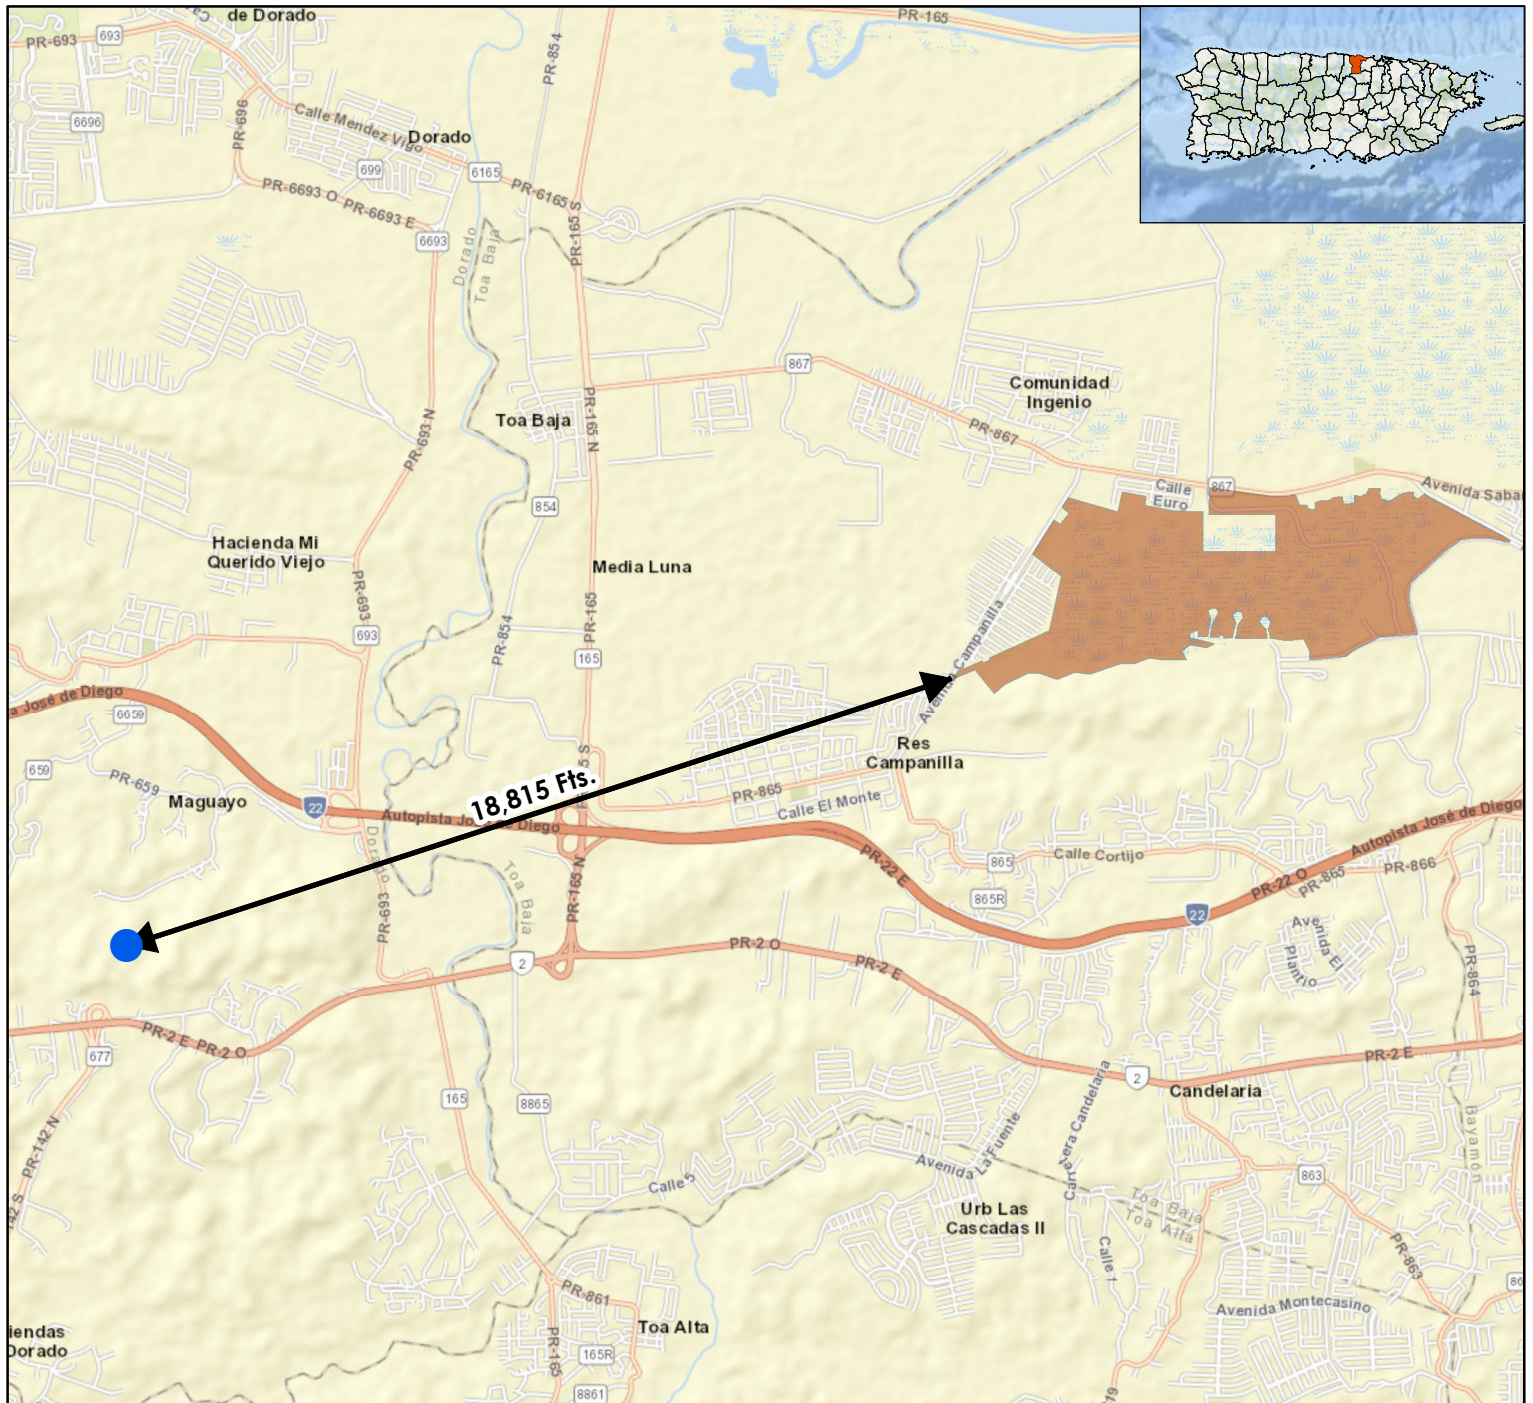 de Dorado
PR-165
PR-693
693
PR-854
6696
PR-696
Calle Mendez Vigo
Dorado
699
6165
PR-6693 O
PR-6693 E
PR-6165 S
6693
PR-165 S
Dorado
Toa Baja
867
Comunidad
Ingenio
Toa Baja
PR-165 N
PR-693 N
PR-867
Calle
Euro
867
Avenida Saba
854
Hacienda Mi
Querido Viejo
Media Luna
PR-693
PR-165
693
PR-854
165
Avenida Campanilla
a José de Diego
6659
Res
Campanilla
659
PR-659
Maguayo
22
18,815 Fts.
PR-865
Calle El Monte
Autopista José de Diego
Autopista José de Diego
Dorado
PR-22 E
865
Calle Cortijo
PR-22 O
PR-865
PR-866
Toa Baja
PR-165 N
865R
22
PR-693
Avenida El
Plantio
2
PR-2 O
PR-2 E
PR-864
PR-2 E
PR-2 O
677
PR-2 E
2
Candelaria
165
8865
PR-142 N
Carretera Candelaria
Avenida La Fuente
Bayamón
Calle 5
863
Toa Baja
Toa Alta
Urb Las
Cascadas II
Calle 1
PR-863
PR-861
Avenida Montecasino
iendas
Dorado
Toa Alta
PR-165
165R
8861
19